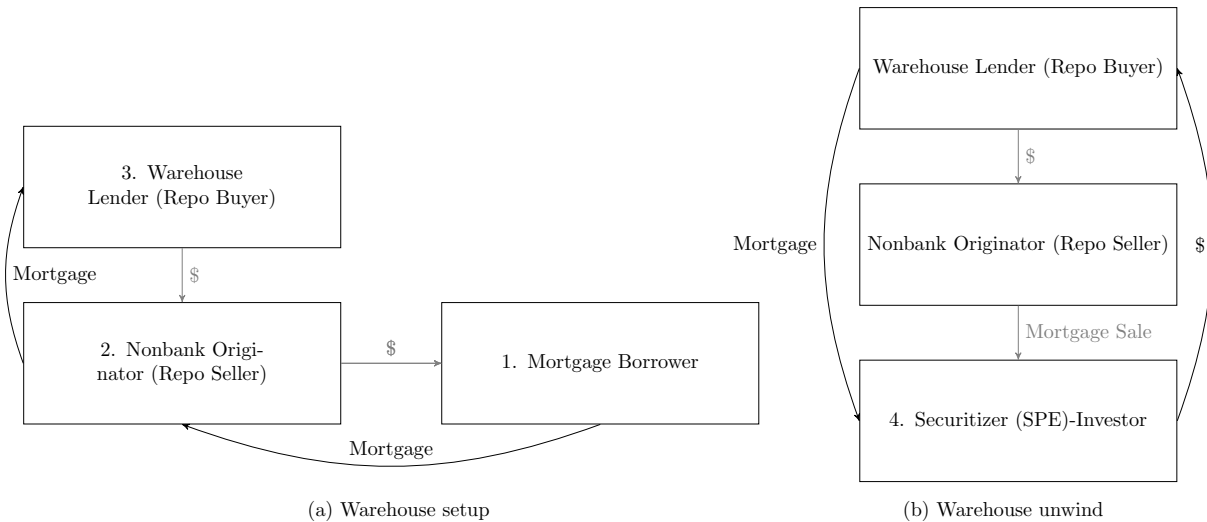 3. Warehouse
Lender (Repo Buyer)
Mortgage
$
2. Nonbank Origi-
nator (Repo Seller)
$
1. Mortgage Borrower
Mortgage
(a) Warehouse setup
Warehouse Lender (Repo Buyer)
$
Mortgage
Nonbank Originator (Repo Seller)
$
Mortgage Sale
4. Securitizer (SPE)-Investor
(b) Warehouse unwind